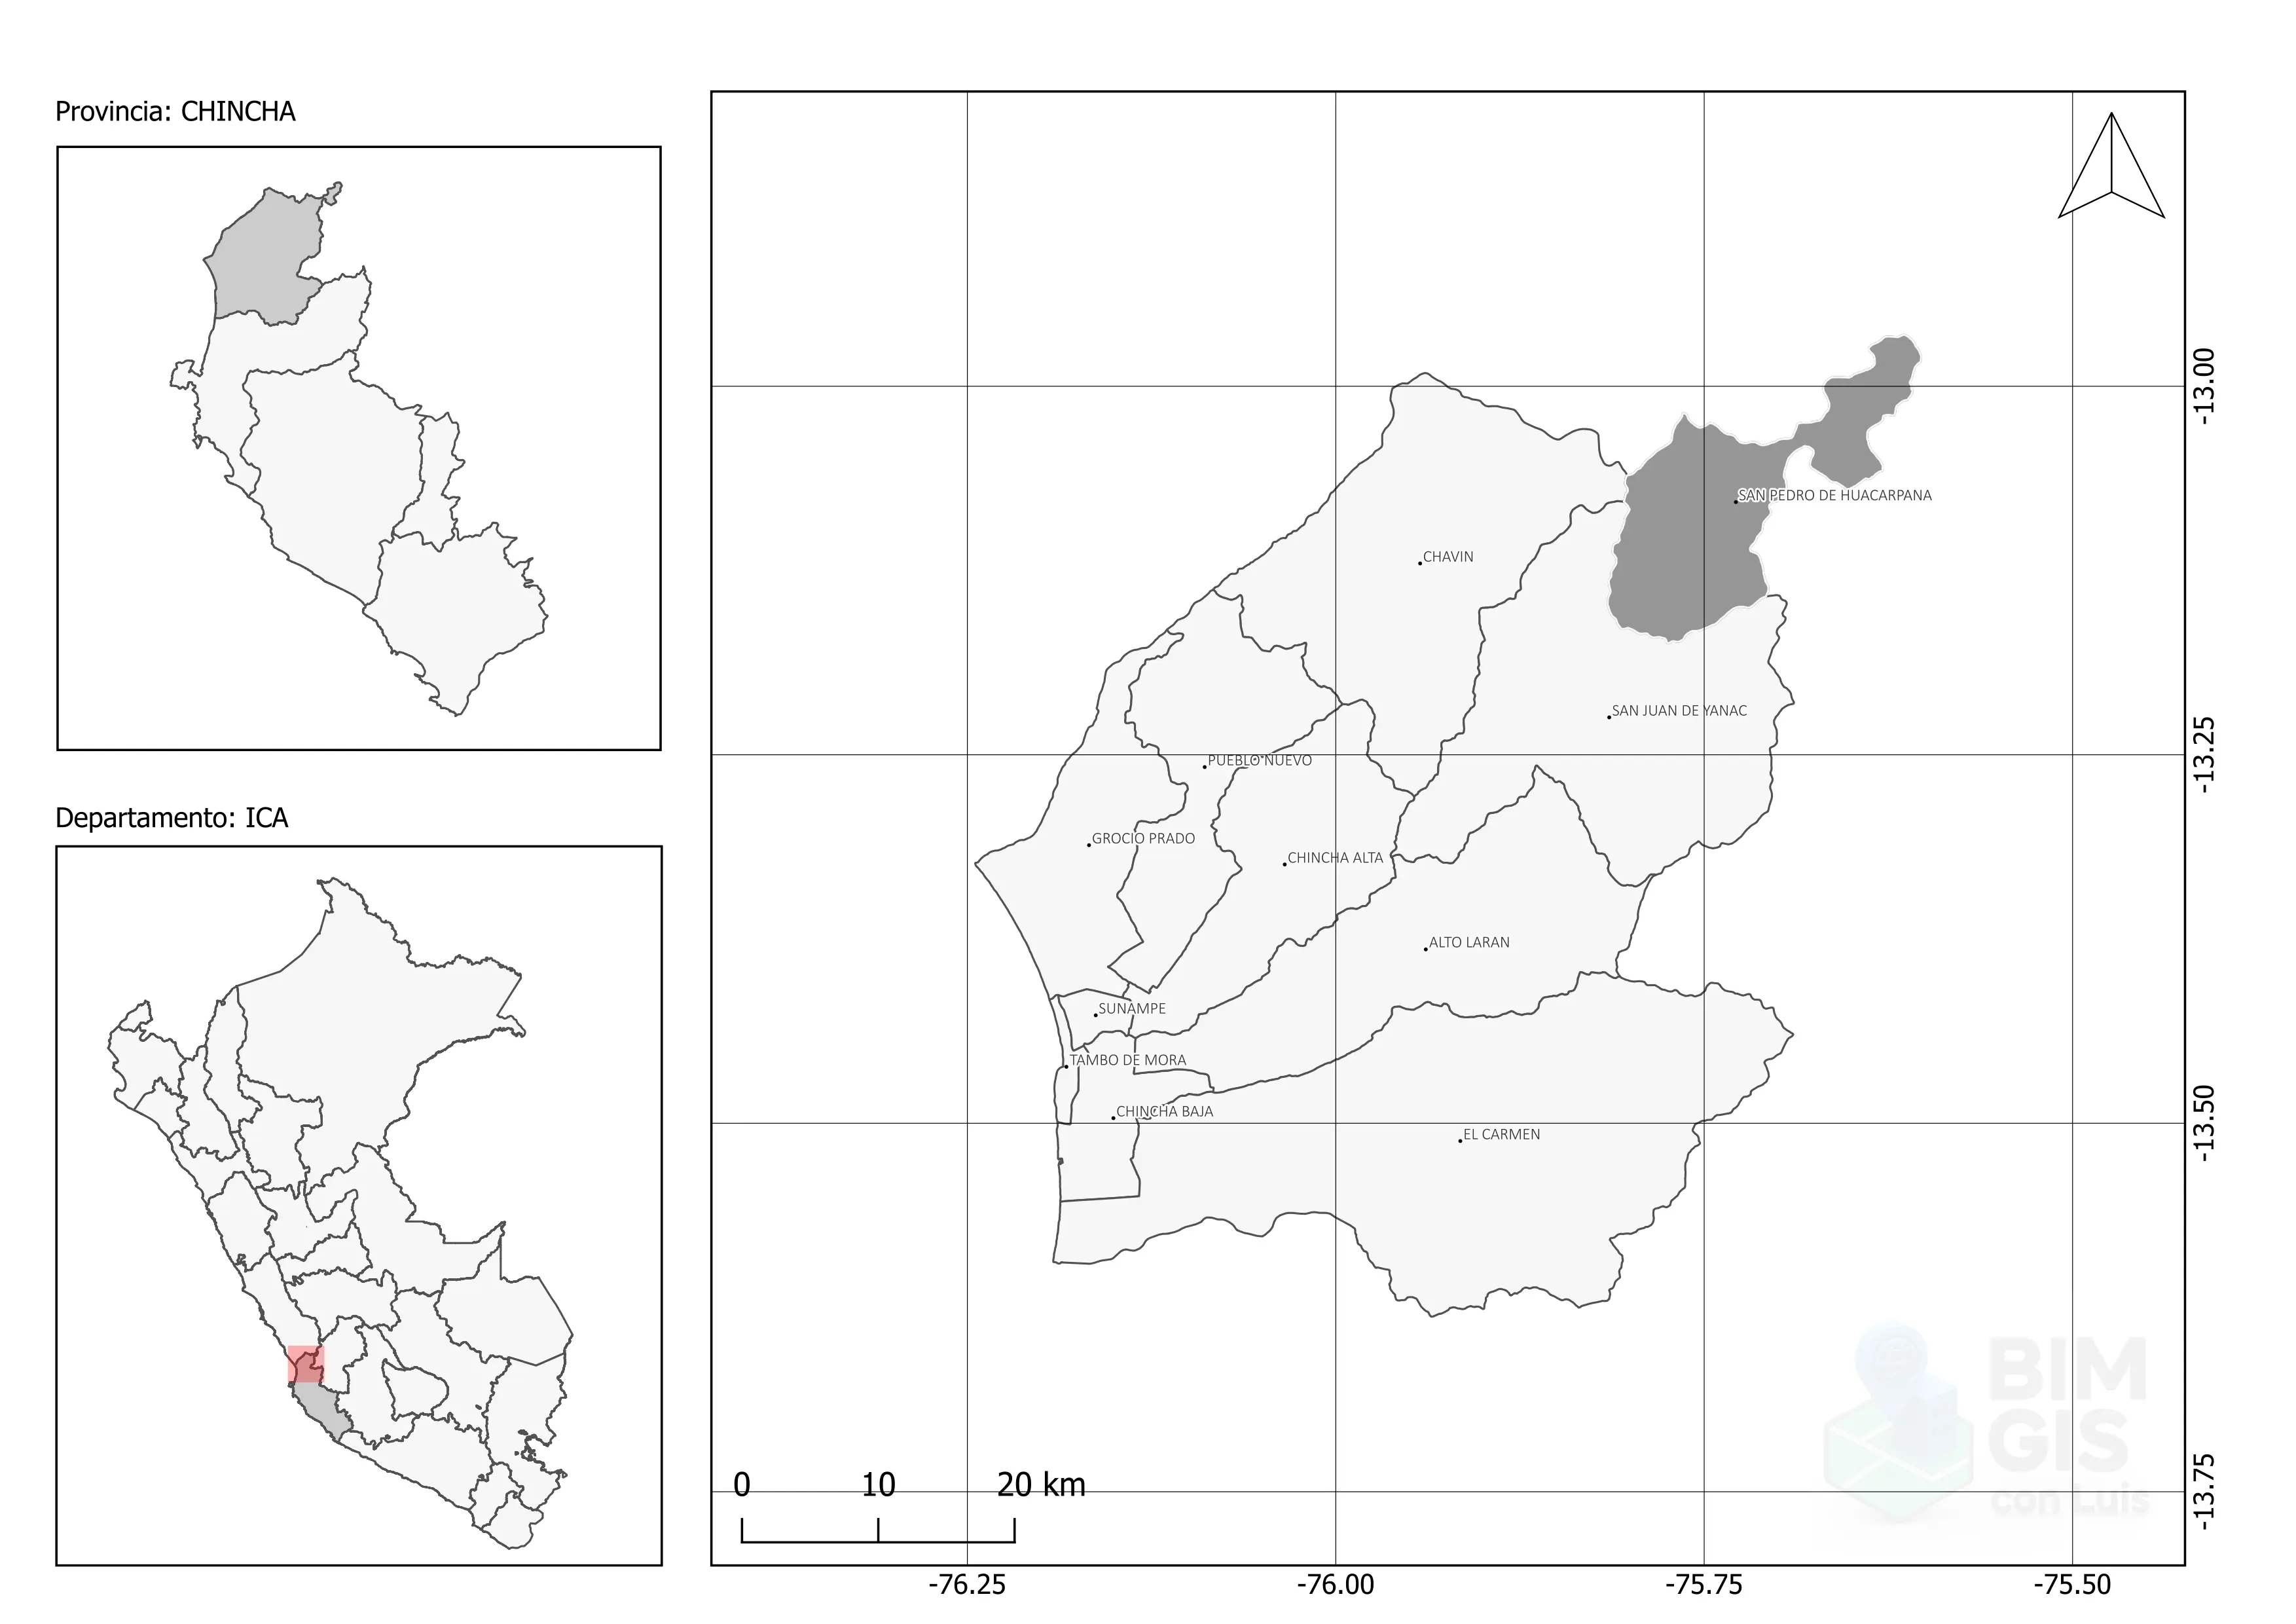 Provincia: CHINCHA
Departamento: ICA
-13.00
SAN PEDRO DE HUACARPANA
CHAVIN
SAN JUAN DE YANAC
-13.25
PUEBLO NUEVO
GROCIO PRADO
CHINCHA ALTA
ALTO LARAN
SUNAMPE
TAMBO DE MORA
CHINCHA BAJA
-13.50
EL CARMEN
BIM
GIS
con Luis
0 10 20 km
-13.75
-76.25 -76.00 -75.75 -75.50